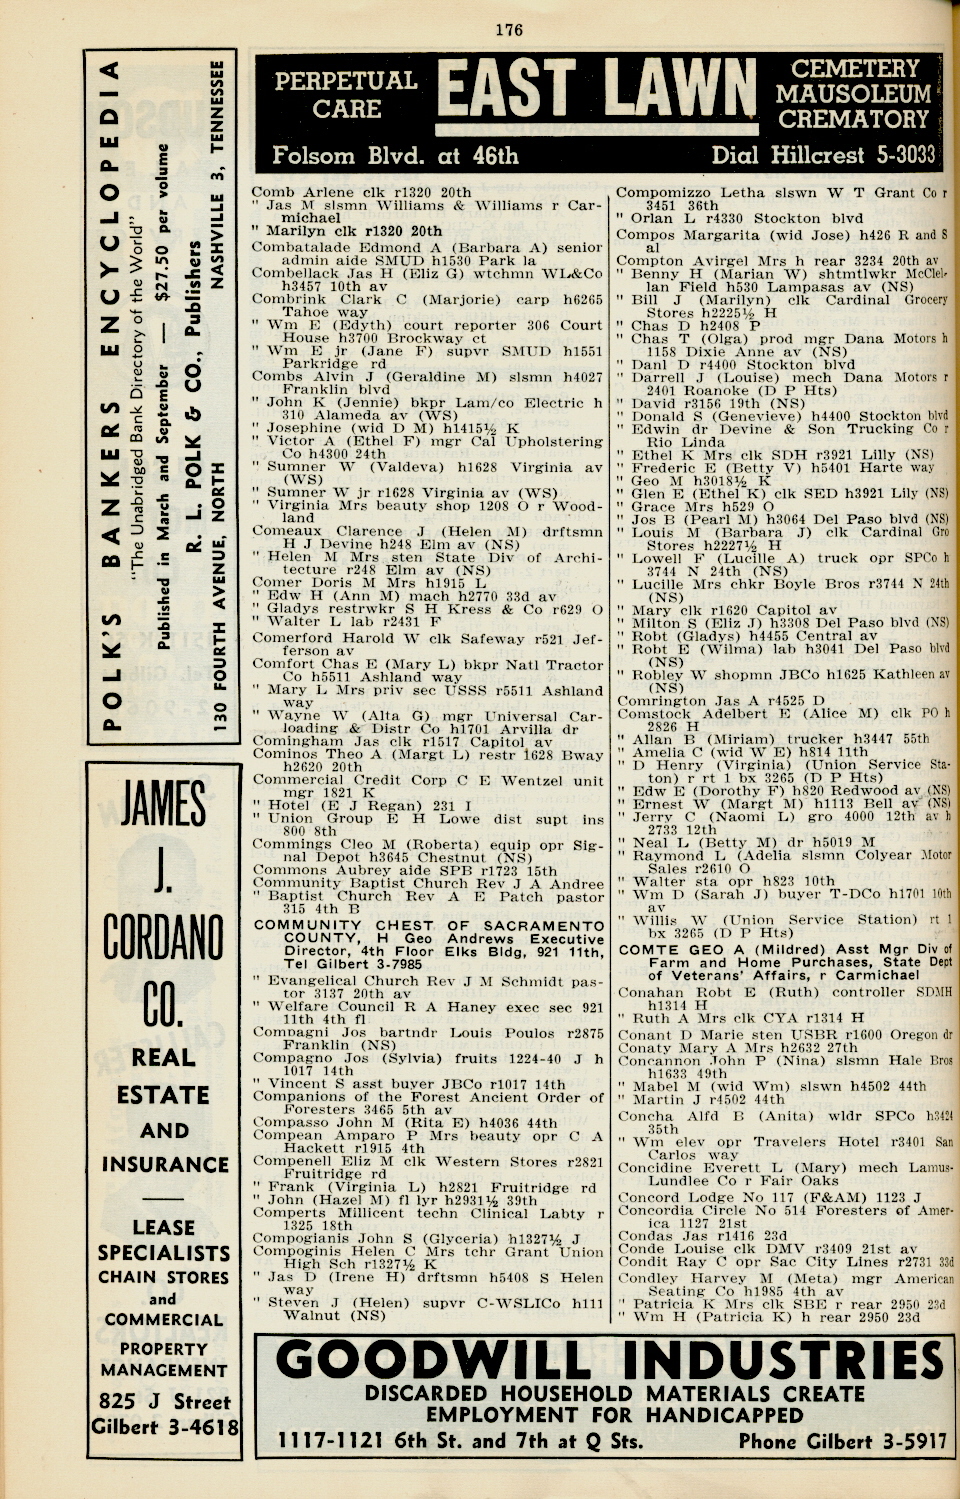 176
POLK'S BANKERS ENCYCLOPEDIA
"The Unabridged Bank Directory of the World"
Published in March and September — $27.50 per volume
R. L. POLK & CO., Publishers
130 FOURTH AVENUE, NORTH NASHVILLE 3, TENNESSEE
JAMES
J.
CORDANO
CO.
REAL
ESTATE
AND
INSURANCE
LEASE
SPECIALISTS
CHAIN STORES
and
COMMERCIAL
PROPERTY
MANAGEMENT
825 J Street
Gilbert 3-4618
PERPETUAL
CARE
EAST LAWN
CEMETERY
MAUSOLEUM
CREMATORY
Folsom Blvd. at 46th
Dial Hillcrest 5-3033
Comb Arlene clk r1320 20th
" Jas M slsmn Williams & Williams r Car-
michael
" Marilyn clk r1320 20th
Combatalade Edmond A (Barbara A) senior
admin aide SMUD h1530 Park la
Combellack Jas H (Eliz G) wtchmn WL&Co
h3457 10th av
Combrink Clark C (Marjorie) carp h6265
Tahoe way
" Wm E (Edyth) court reporter 306 Court
House h3700 Brockway ct
" Wm E jr (Jane F) supvr SMUD h1551
Parkridge rd
Combs Alvin J (Geraldine M) slsmn h4027
Franklin blvd
" John K (Jennie) bkpr Lam/co Electric h
310 Alameda av (WS)
" Josephine (wid D M) h1415½ K
" Victor A (Ethel F) mgr Cal Upholstering
Co h4300 24th
" Sumner W (Valdeva) h1628 Virginia av
(WS)
" Sumner W jr r1628 Virginia av (WS)
" Virginia Mrs beauty shop 1208 O r Wood-
land
Comeaux Clarence J (Helen M) drftsmn
H J Devine h248 Elm av (NS)
" Helen M Mrs sten State Div of Archi-
tecture r248 Elm av (NS)
Comer Doris M Mrs h1915 L
" Edw H (Ann M) mach h2770 33d av
" Gladys restrwkr S H Kress & Co r629 O
" Walter L lab r2431 F
Comerford Harold W clk Safeway r521 Jef-
ferson av
Comfort Chas E (Mary L) bkpr Natl Tractor
Co h5511 Ashland way
" Mary L Mrs priv sec USSS r5511 Ashland
way
" Wayne W (Alta G) mgr Universal Car-
loading & Distr Co h1701 Arvilla dr
Comingham Jas clk r1517 Capitol av
Cominos Theo A (Margt L) restr 1628 Bway
h2620 20th
Commercial Credit Corp C E Wentzel unit
mgr 1821 K
" Hotel (E J Regan) 231 I
" Union Group E H Lowe dist supt ins
800 8th
Commings Cleo M (Roberta) equip opr Sig-
nal Depot h3645 Chestnut (NS)
Commons Aubrey aide SPB r1723 15th
Community Baptist Church Rev J A Andree
" Baptist Church Rev A E Patch pastor
315 4th B
COMMUNITY CHEST OF SACRAMENTO
COUNTY, H Geo Andrews Executive
Director, 4th Floor Elks Bldg, 921 11th,
Tel Gilbert 3-7985
" Evangelical Church Rev J M Schmidt pas-
tor 3137 20th av
" Welfare Council R A Haney exec sec 921
11th 4th fl
Compagni Jos bartndr Louis Poulos r2875
Franklin (NS)
Compagno Jos (Sylvia) fruits 1224-40 J h
1017 14th
" Vincent S asst buyer JBCo r1017 14th
Companions of the Forest Ancient Order of
Foresters 3465 5th av
Compasso John M (Rita E) h4036 44th
Compean Amparo P Mrs beauty opr C A
Hackett r1915 4th
Compenell Eliz M clk Western Stores r2821
Fruitridge rd
" Frank (Virginia L) h2821 Fruitridge rd
" John (Hazel M) fl lyr h2931½ 39th
Comperts Millicent techn Clinical Labty r
1325 18th
Compogianis John S (Glyceria) h1327½ J
Compoginis Helen C Mrs tchr Grant Union
High Sch r1327½ K
" Jas D (Irene H) drftsmn h5408 S Helen
way
" Steven J (Helen) supvr C-WSLICo h111
Walnut (NS)
Compomizzo Letha slswn W T Grant Co r
3451 36th
" Orlan L r4330 Stockton blvd
Compos Margarita (wid Jose) h426 R and S
al
Compton Avirgel Mrs h rear 3234 20th av
" Benny H (Marian W) shtmtlwkr McClel-
lan Field h530 Lampasas av (NS)
" Bill J (Marilyn) clk Cardinal Grocery
Stores h2225½ H
" Chas D h2408 P
" Chas T (Olga) prod mgr Dana Motors h
1158 Dixie Anne av (NS)
" Danl D r4400 Stockton blvd
" Darrell J (Louise) mech Dana Motors r
2401 Roanoke (D P Hts)
" David r3156 19th (NS)
" Donald S (Genevieve) h4400 Stockton blvd
" Edwin dr Devine & Son Trucking Co r
Rio Linda
" Ethel K Mrs clk SDH r3921 Lilly (NS)
" Frederic E (Betty V) h5401 Harte way
" Geo M h3018½ K
" Glen E (Ethel K) clk SED h3921 Lily (NS)
" Grace Mrs h529 O
" Jos B (Pearl M) h3064 Del Paso blvd (NS)
" Louis M (Barbara J) clk Cardinal Gro
Stores h2227½ H
" Lowell F (Lucille A) truck opr SPCo h
3744 N 24th (NS)
" Lucille Mrs chkr Boyle Bros r3744 N 24th
(NS)
" Mary clk r1620 Capitol av
" Milton S (Eliz J) h3308 Del Paso blvd (NS)
" Robt (Gladys) h4455 Central av
" Robt E (Wilma) lab h3041 Del Paso blvd
(NS)
" Robley W shopmn JBCo h1625 Kathleen av
(NS)
Comrington Jas A r4525 D
Comstock Adelbert E (Alice M) clk PO h
2826 H
" Allan B (Miriam) trucker h3447 55th
" Amelia C (wid W E) h814 11th
" D Henry (Virginia) (Union Service Sta-
ton) r rt 1 bx 3265 (D P Hts)
" Edw E (Dorothy F) h820 Redwood av (NS)
" Ernest W (Margt M) h1113 Bell av (NS)
" Jerry C (Naomi L) gro 4000 12th av h
2733 12th
" Neal L (Betty M) dr h5019 M
" Raymond L (Adelia slsmn Colyear Motor
Sales r2610 O
" Walter sta opr h823 10th
" Wm D (Sarah J) buyer T-DCo h1701 10th
av
" Willis W (Union Service Station) rt 1
bx 3265 (D P Hts)
COMTE GEO A (Mildred) Asst Mgr Div of
Farm and Home Purchases, State Dept
of Veterans' Affairs, r Carmichael
Conahan Robt E (Ruth) controller SDMH
h1314 H
" Ruth A Mrs clk CYA r1314 H
Conant D Marie sten USBR r1600 Oregon dr
Conaty Mary A Mrs h2632 27th
Concannon John P (Nina) slsmn Hale Bros
h1633 49th
" Mabel M (wid Wm) slswn h4502 44th
" Martin J r4502 44th
Concha Alfd B (Anita) wldr SPCo h3424
35th
" Wm elev opr Travelers Hotel r3401 San
Carlos way
Concidine Everett L (Mary) mech Lamus-
Lundlee Co r Fair Oaks
Concord Lodge No 117 (F&AM) 1123 J
Concordia Circle No 514 Foresters of Amer-
ica 1127 21st
Condas Jas r1416 23d
Conde Louise clk DMV r3409 21st av
Condit Ray C opr Sac City Lines r2731 33d
Condley Harvey M (Meta) mgr American
Seating Co h1985 4th av
" Patricia K Mrs clk SBE r rear 2950 23d
" Wm H (Patricia K) h rear 2950 23d
GOODWILL INDUSTRIES
DISCARDED HOUSEHOLD MATERIALS CREATE
EMPLOYMENT FOR HANDICAPPED
1117-1121 6th St. and 7th at Q Sts.
Phone Gilbert 3-5917